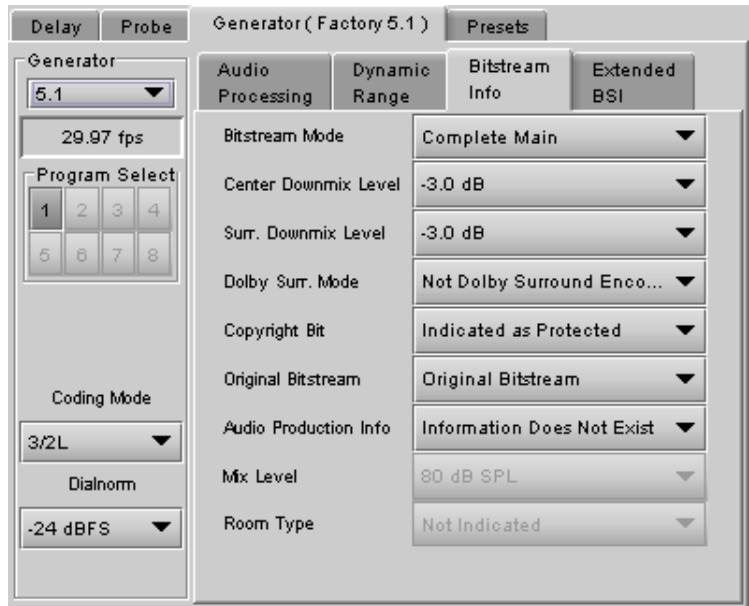 Delay
Probe
Generator ( Factory 5.1 )
Presets
Generator
5.1
29.97 fps
Program Select
1 2 3 4
5 6 7 8
Coding Mode
3/2L
Dialnorm
-24 dBFS
Audio
Processing
Dynamic
Range
Bitstream
Info
Extended
BSI
Bitstream Mode
Complete Main
Center Downmix Level
-3.0 dB
Surr. Downmix Level
-3.0 dB
Dolby Surr. Mode
Not Dolby Surround Enco...
Copyright Bit
Indicated as Protected
Original Bitstream
Original Bitstream
Audio Production Info
Information Does Not Exist
Mix Level
80 dB SPL
Room Type
Not Indicated